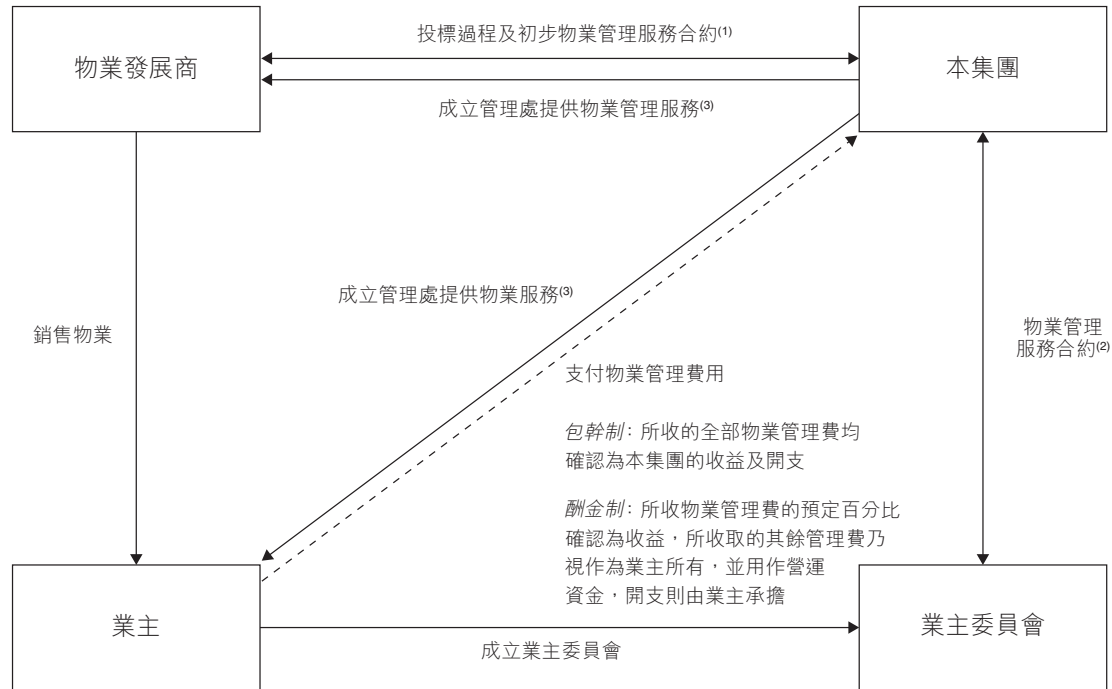 投標過程及初步物業管理服務合約(1)
物業發展商
本集團
成立管理處提供物業管理服務(3)
成立管理處提供物業服務(3)
銷售物業
物業管理
服務合約(2)
支付物業管理費用
包幹制：所收的全部物業管理費均
確認為本集團的收益及開支
酬金制：所收物業管理費的預定百分比
確認為收益，所收取的其餘管理費乃
視作為業主所有，並用作營運
資金，開支則由業主承擔
業主
業主委員會
成立業主委員會